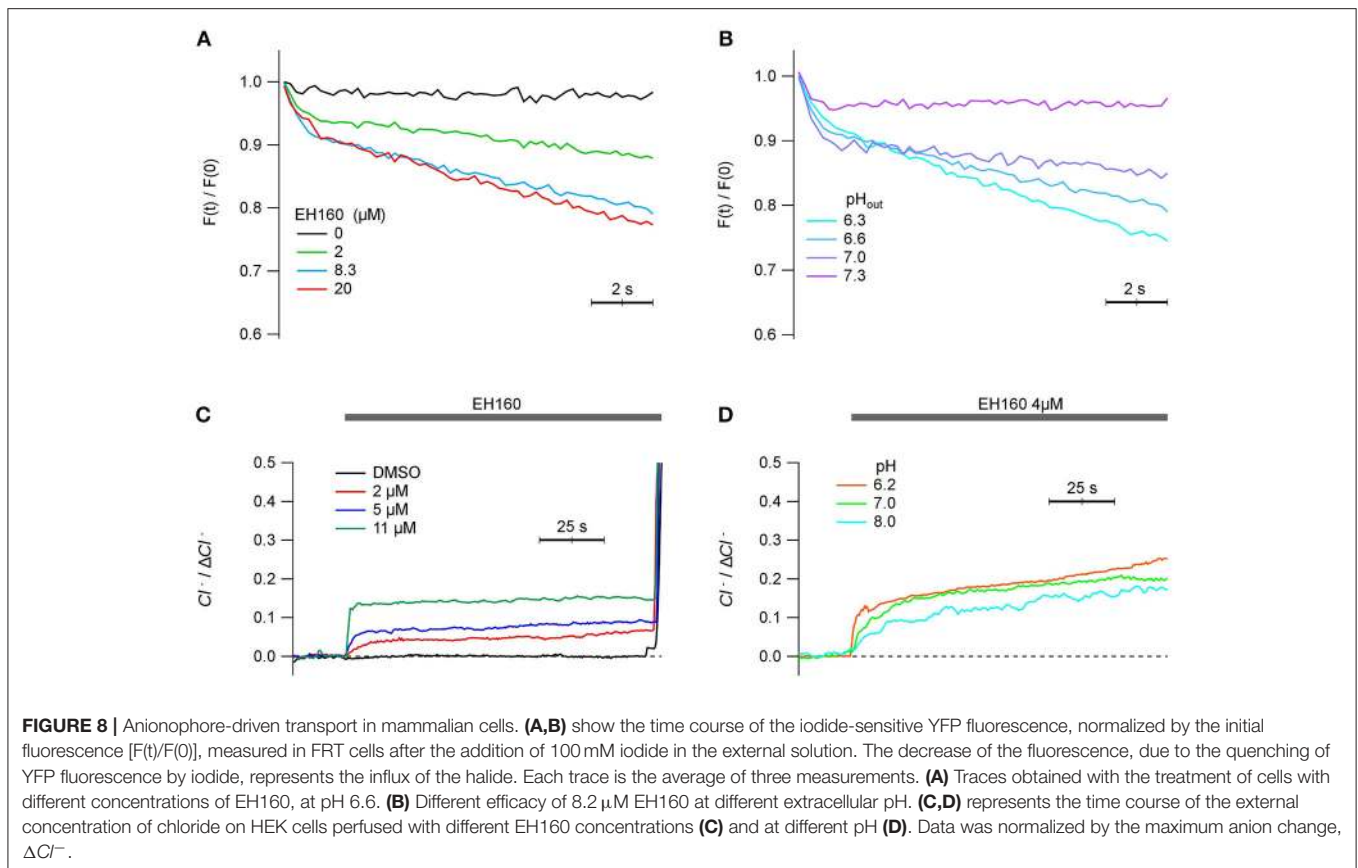 A
1.0
0.9
0.8
0.7
0.6
F(t) / F(0)
EH160 (µM)
0
2
8.3
20
2 s
B
1.0
0.9
0.8
0.7
0.6
F(t) / F(0)
pHout
6.3
6.6
7.0
7.3
2 s
C
EH160
0.5
0.4
0.3
0.2
0.1
0.0
Cl⁻ / ΔCl⁻
DMSO
2 µM
5 µM
11 µM
25 s
D
EH160 4µM
0.5
0.4
0.3
0.2
0.1
0.0
Cl⁻ / ΔCl⁻
pH
6.2
7.0
8.0
25 s
FIGURE 8 | Anionophore-driven transport in mammalian cells. (A,B) show the time course of the iodide-sensitive YFP fluorescence, normalized by the initial
fluorescence [F(t)/F(0)], measured in FRT cells after the addition of 100 mM iodide in the external solution. The decrease of the fluorescence, due to the quenching of
YFP fluorescence by iodide, represents the influx of the halide. Each trace is the average of three measurements. (A) Traces obtained with the treatment of cells with
different concentrations of EH160, at pH 6.6. (B) Different efficacy of 8.2 µM EH160 at different extracellular pH. (C,D) represents the time course of the external
concentration of chloride on HEK cells perfused with different EH160 concentrations (C) and at different pH (D). Data was normalized by the maximum anion change,
ΔCl⁻.